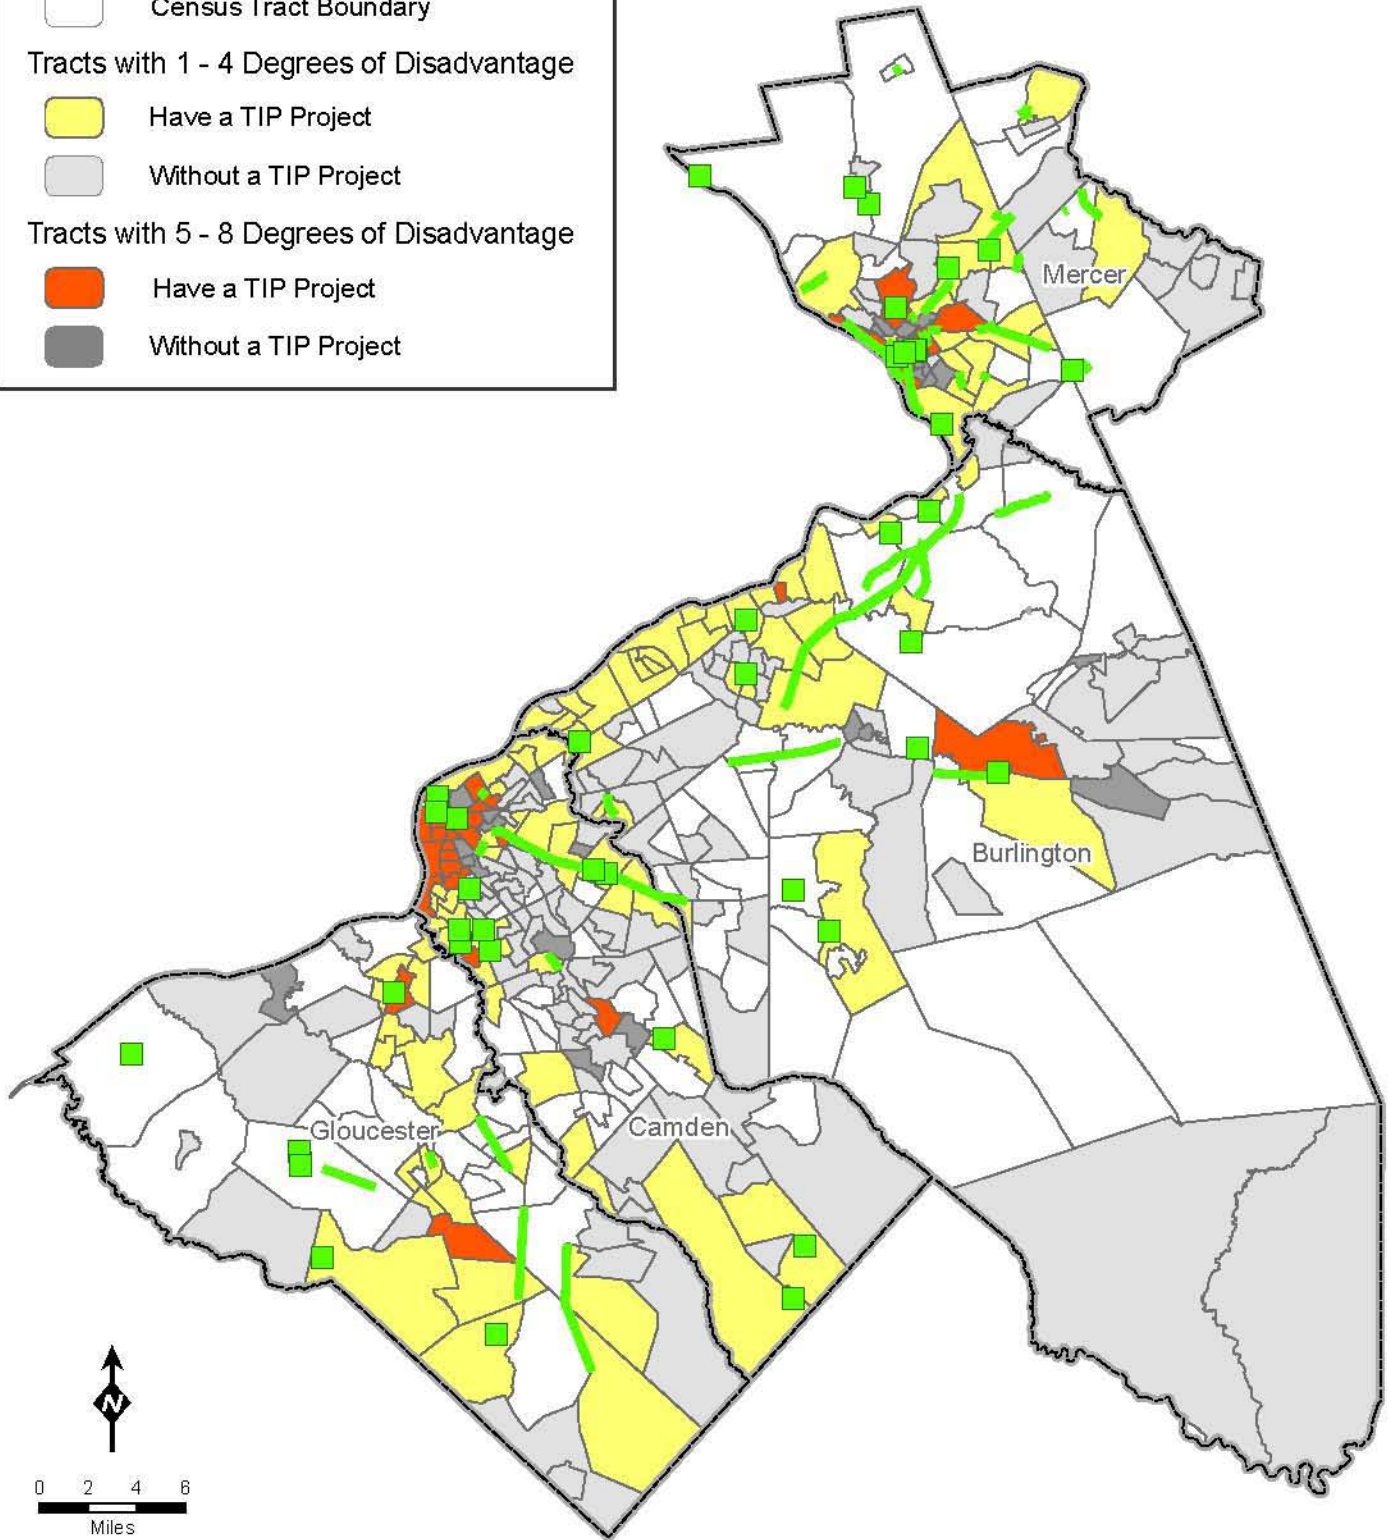 Census Tract Boundary
Tracts with 1 - 4 Degrees of Disadvantage
Have a TIP Project
Without a TIP Project
Tracts with 5 - 8 Degrees of Disadvantage
Have a TIP Project
Without a TIP Project
Mercer
Burlington
Gloucester
Camden
N
0 2 4 6
Miles